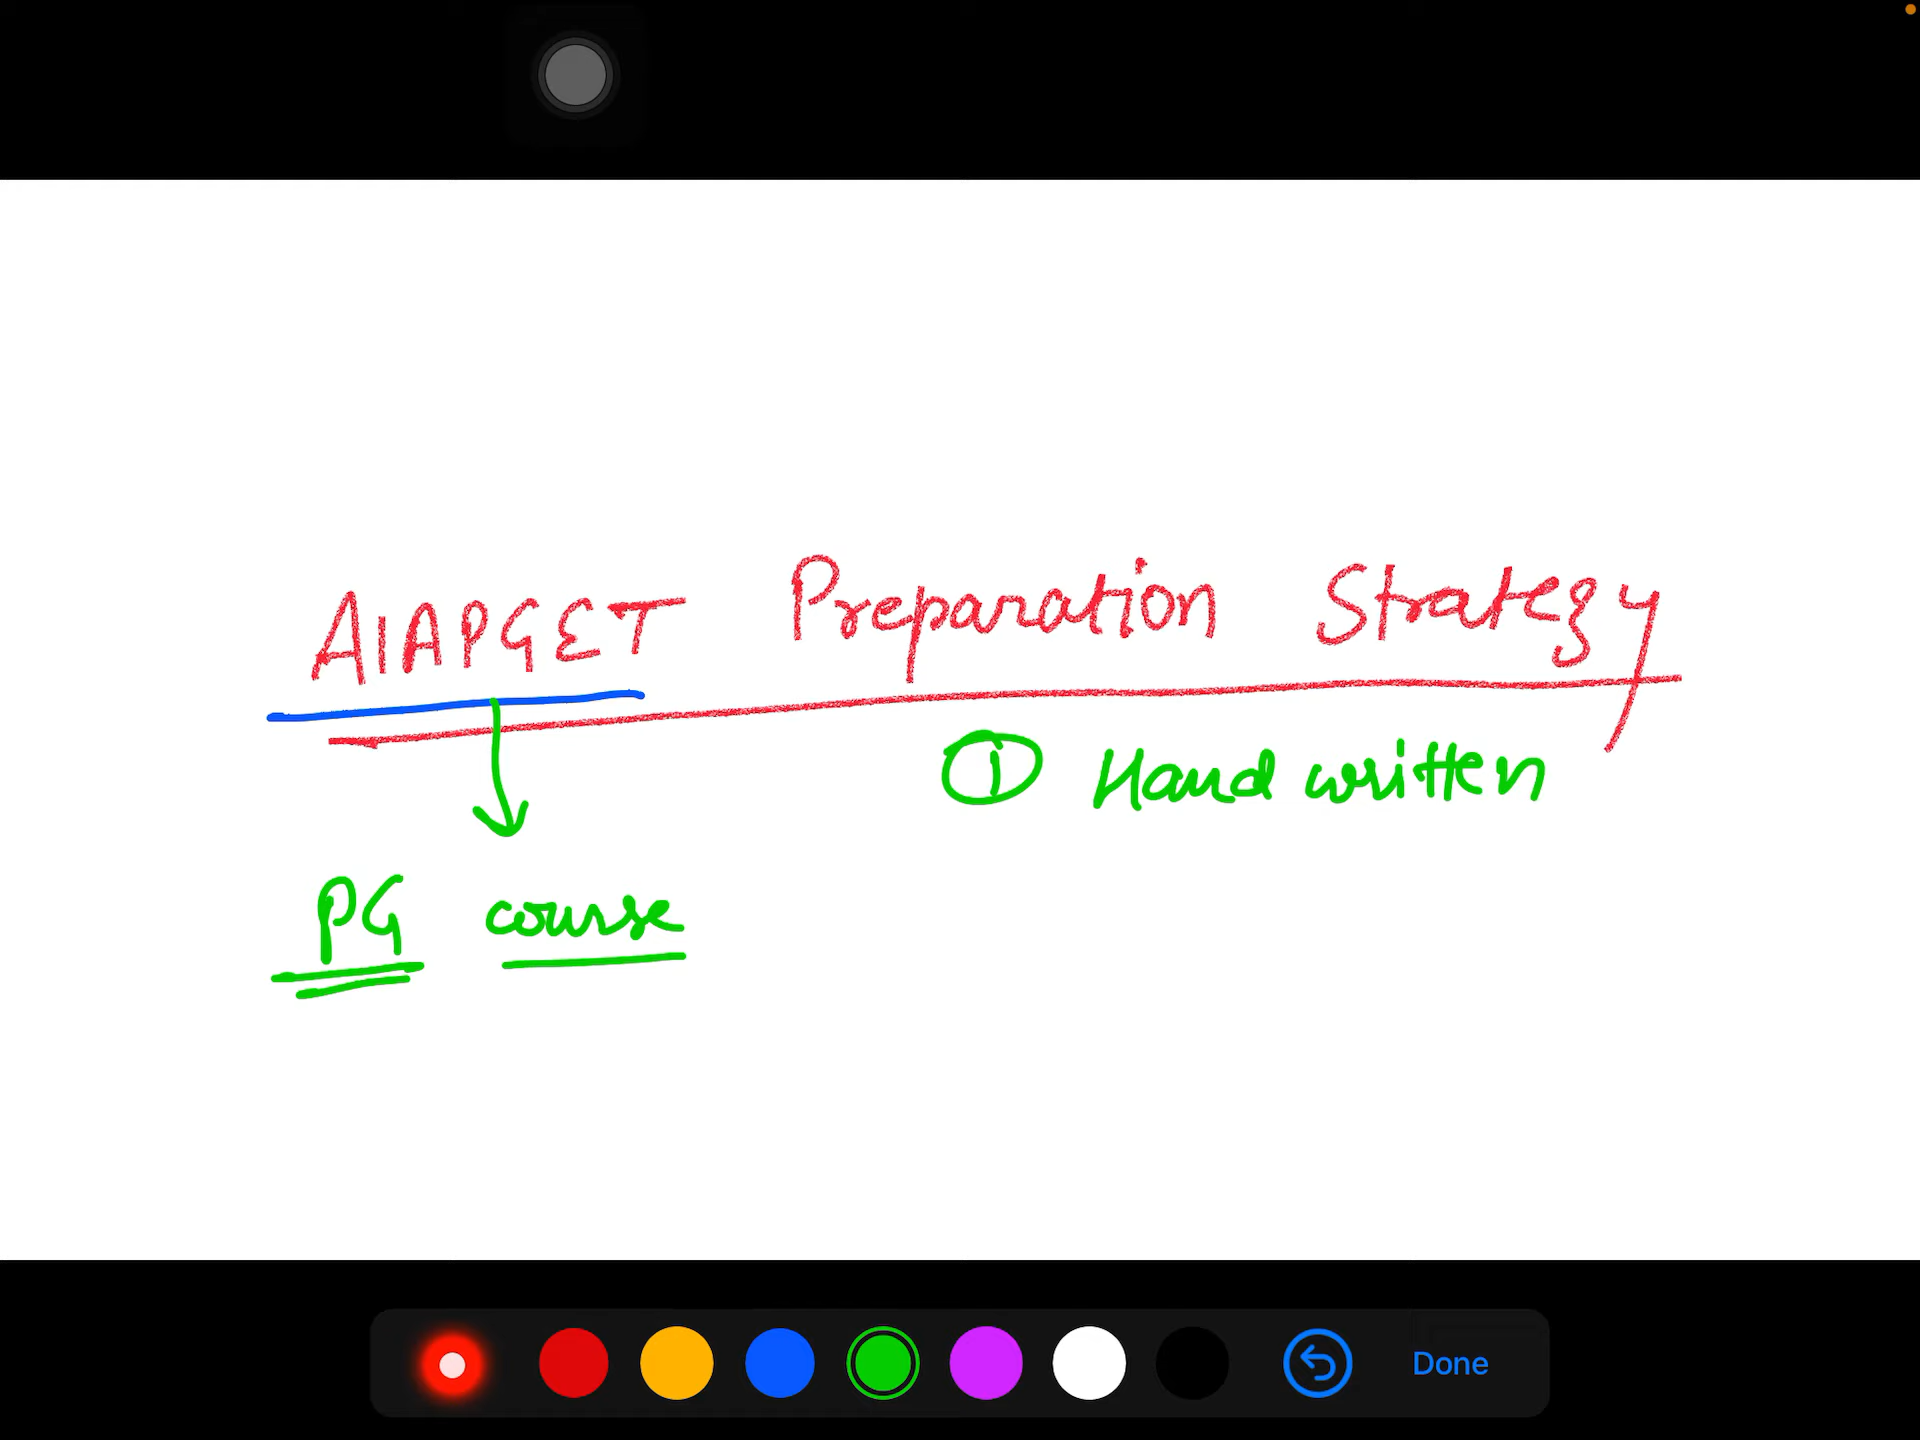 AIAPGET Preparation Strategy
① Hand written
PG course
Done